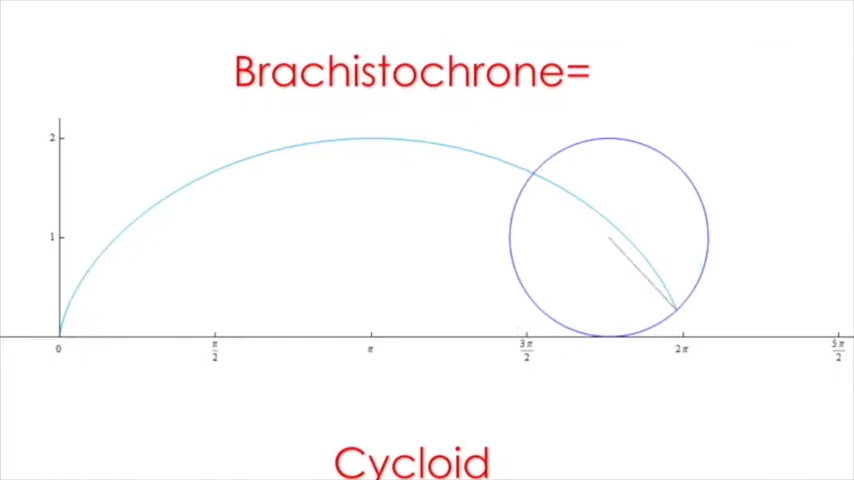 Brachistochrone=
2
1
0 π/2 π 3π/2 2π 5π/2
Cycloid